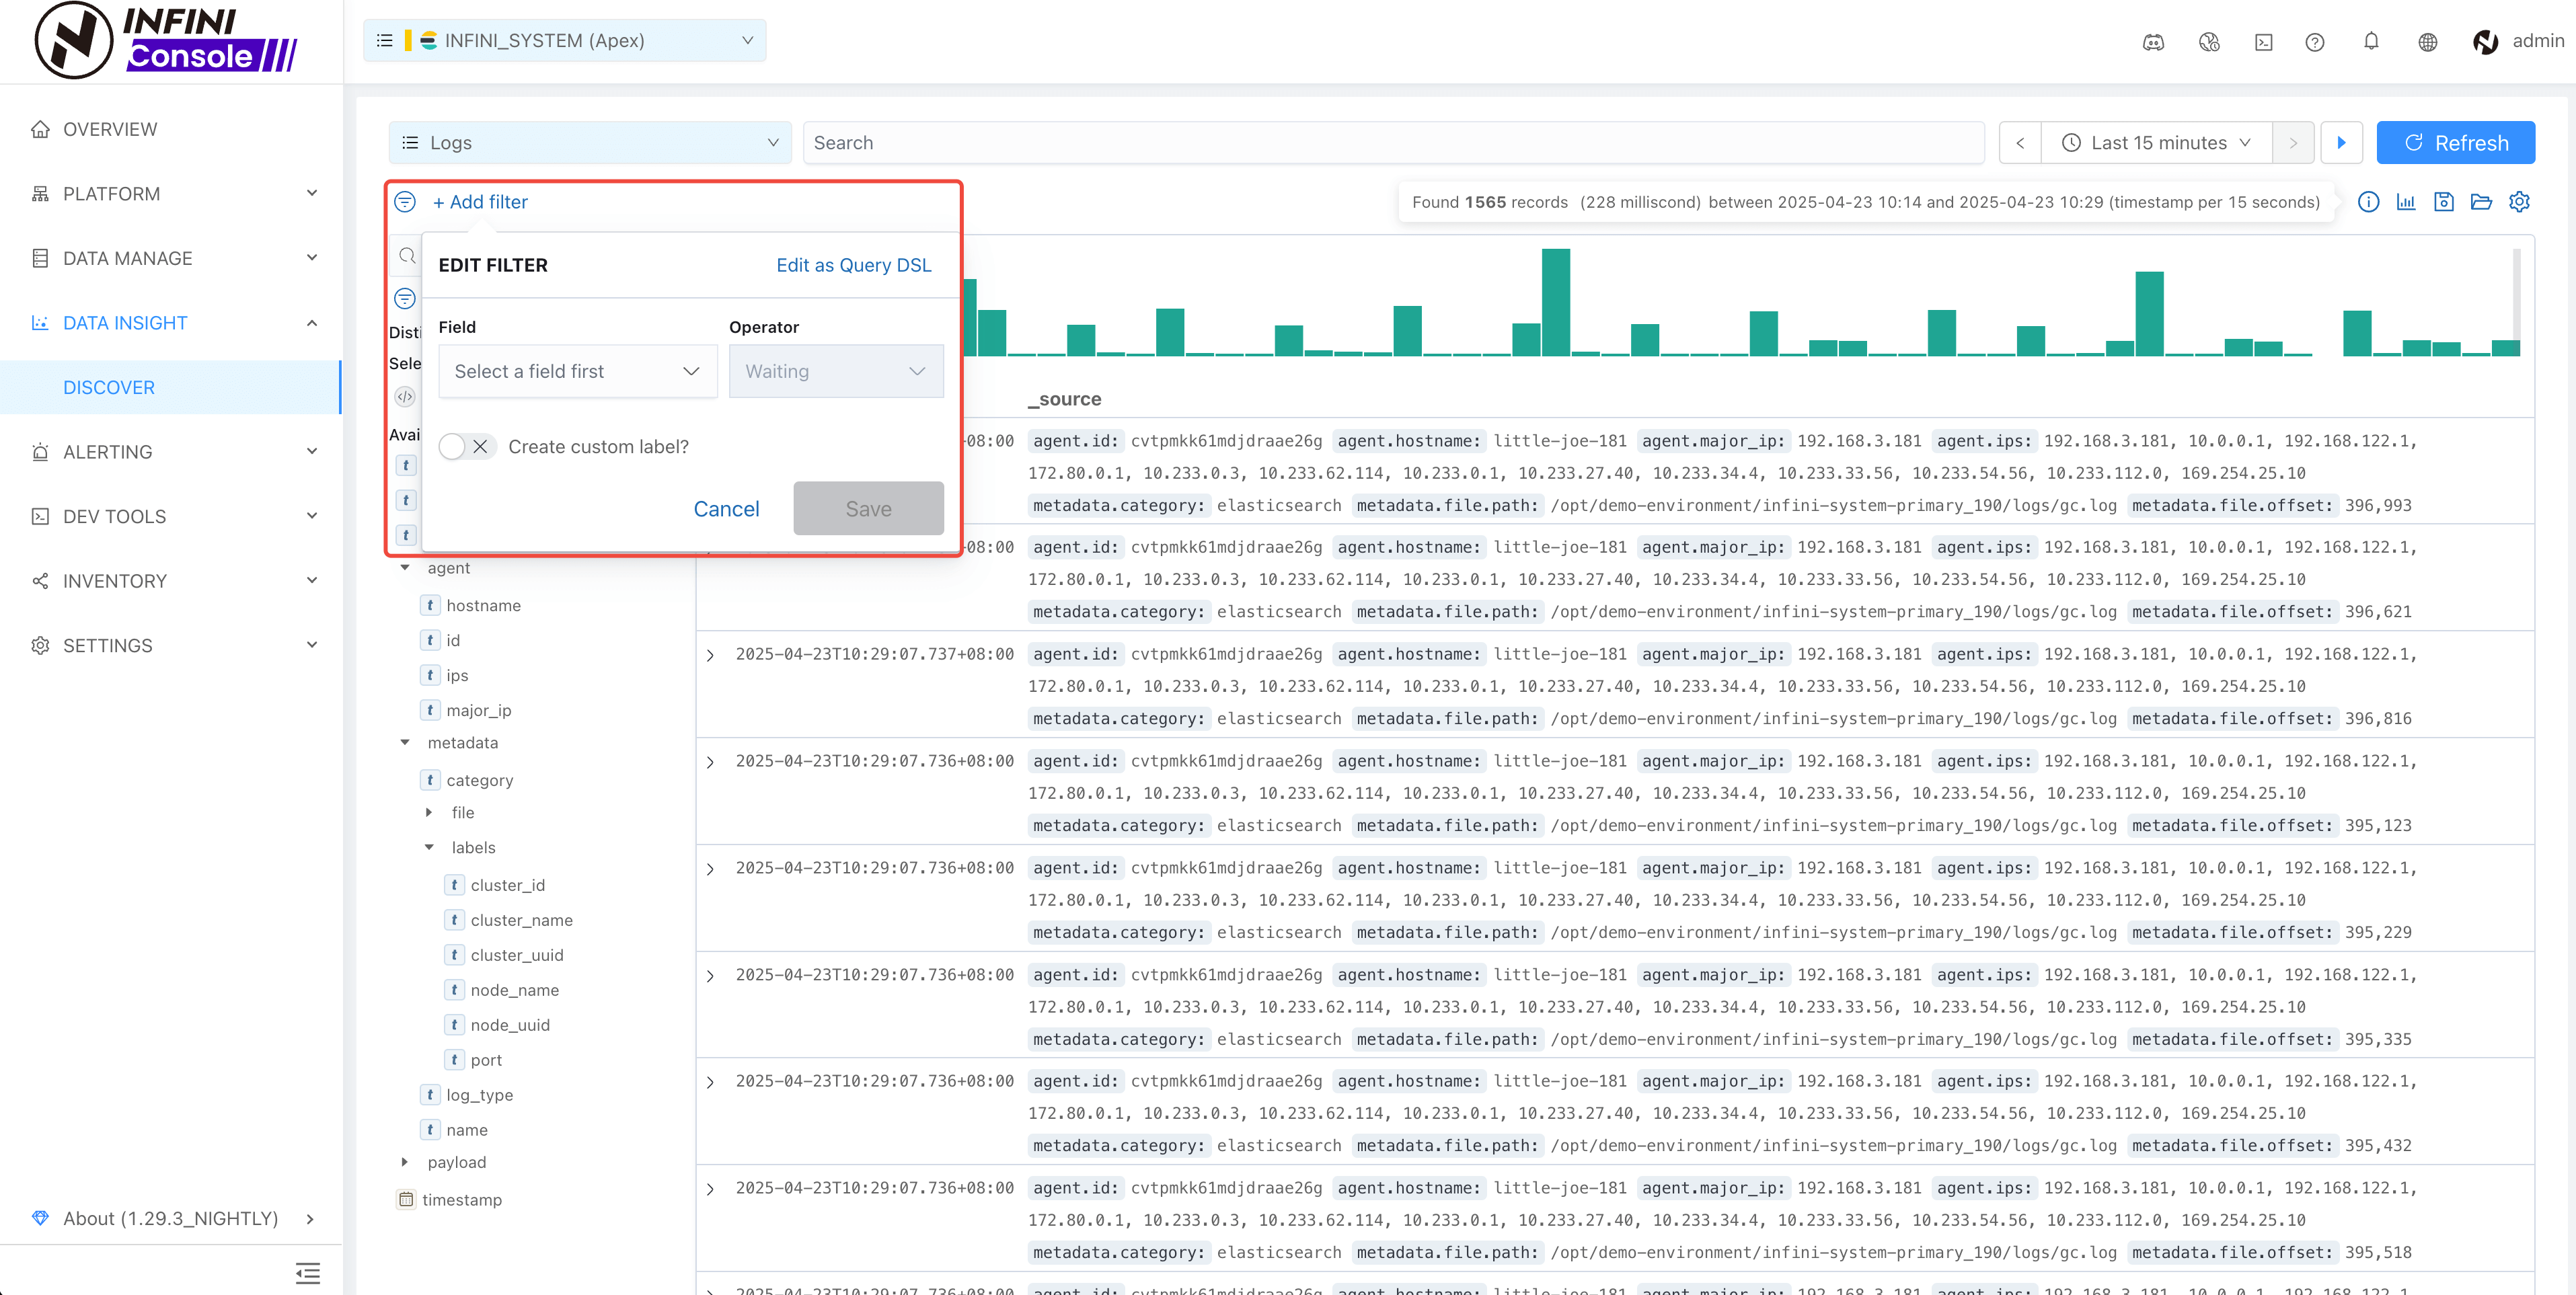 INFINI
Console
INFINI_SYSTEM (Apex)
admin
OVERVIEW
PLATFORM
DATA MANAGE
DATA INSIGHT
DISCOVER
ALERTING
DEV TOOLS
INVENTORY
SETTINGS
About (1.29.3_NIGHTLY)
Logs
Search
Last 15 minutes
Refresh
+ Add filter
Found 1565 records (228 milliscond) between 2025-04-23 10:14 and 2025-04-23 10:29 (timestamp per 15 seconds)
EDIT FILTER
Edit as Query DSL
Field
Operator
Select a field first
Waiting
Create custom label?
Cancel
Save
Disti
Sele
Avai
t
t
t
agent
t hostname
t id
t ips
t major_ip
metadata
t category
file
labels
t cluster_id
t cluster_name
t cluster_uuid
t node_name
t node_uuid
t port
t log_type
t name
payload
timestamp
_source
-08:00 agent.id: cvtpmkk61mdjdraae26g agent.hostname: little-joe-181 agent.major_ip: 192.168.3.181 agent.ips: 192.168.3.181, 10.0.0.1, 192.168.122.1,
172.80.0.1, 10.233.0.3, 10.233.62.114, 10.233.0.1, 10.233.27.40, 10.233.34.4, 10.233.33.56, 10.233.54.56, 10.233.112.0, 169.254.25.10
metadata.category: elasticsearch metadata.file.path: /opt/demo-environment/infini-system-primary_190/logs/gc.log metadata.file.offset: 396,993
-08:00 agent.id: cvtpmkk61mdjdraae26g agent.hostname: little-joe-181 agent.major_ip: 192.168.3.181 agent.ips: 192.168.3.181, 10.0.0.1, 192.168.122.1,
172.80.0.1, 10.233.0.3, 10.233.62.114, 10.233.0.1, 10.233.27.40, 10.233.34.4, 10.233.33.56, 10.233.54.56, 10.233.112.0, 169.254.25.10
metadata.category: elasticsearch metadata.file.path: /opt/demo-environment/infini-system-primary_190/logs/gc.log metadata.file.offset: 396,621
2025-04-23T10:29:07.737+08:00 agent.id: cvtpmkk61mdjdraae26g agent.hostname: little-joe-181 agent.major_ip: 192.168.3.181 agent.ips: 192.168.3.181, 10.0.0.1, 192.168.122.1,
172.80.0.1, 10.233.0.3, 10.233.62.114, 10.233.0.1, 10.233.27.40, 10.233.34.4, 10.233.33.56, 10.233.54.56, 10.233.112.0, 169.254.25.10
metadata.category: elasticsearch metadata.file.path: /opt/demo-environment/infini-system-primary_190/logs/gc.log metadata.file.offset: 396,816
2025-04-23T10:29:07.736+08:00 agent.id: cvtpmkk61mdjdraae26g agent.hostname: little-joe-181 agent.major_ip: 192.168.3.181 agent.ips: 192.168.3.181, 10.0.0.1, 192.168.122.1,
172.80.0.1, 10.233.0.3, 10.233.62.114, 10.233.0.1, 10.233.27.40, 10.233.34.4, 10.233.33.56, 10.233.54.56, 10.233.112.0, 169.254.25.10
metadata.category: elasticsearch metadata.file.path: /opt/demo-environment/infini-system-primary_190/logs/gc.log metadata.file.offset: 395,123
2025-04-23T10:29:07.736+08:00 agent.id: cvtpmkk61mdjdraae26g agent.hostname: little-joe-181 agent.major_ip: 192.168.3.181 agent.ips: 192.168.3.181, 10.0.0.1, 192.168.122.1,
172.80.0.1, 10.233.0.3, 10.233.62.114, 10.233.0.1, 10.233.27.40, 10.233.34.4, 10.233.33.56, 10.233.54.56, 10.233.112.0, 169.254.25.10
metadata.category: elasticsearch metadata.file.path: /opt/demo-environment/infini-system-primary_190/logs/gc.log metadata.file.offset: 395,229
2025-04-23T10:29:07.736+08:00 agent.id: cvtpmkk61mdjdraae26g agent.hostname: little-joe-181 agent.major_ip: 192.168.3.181 agent.ips: 192.168.3.181, 10.0.0.1, 192.168.122.1,
172.80.0.1, 10.233.0.3, 10.233.62.114, 10.233.0.1, 10.233.27.40, 10.233.34.4, 10.233.33.56, 10.233.54.56, 10.233.112.0, 169.254.25.10
metadata.category: elasticsearch metadata.file.path: /opt/demo-environment/infini-system-primary_190/logs/gc.log metadata.file.offset: 395,335
2025-04-23T10:29:07.736+08:00 agent.id: cvtpmkk61mdjdraae26g agent.hostname: little-joe-181 agent.major_ip: 192.168.3.181 agent.ips: 192.168.3.181, 10.0.0.1, 192.168.122.1,
172.80.0.1, 10.233.0.3, 10.233.62.114, 10.233.0.1, 10.233.27.40, 10.233.34.4, 10.233.33.56, 10.233.54.56, 10.233.112.0, 169.254.25.10
metadata.category: elasticsearch metadata.file.path: /opt/demo-environment/infini-system-primary_190/logs/gc.log metadata.file.offset: 395,432
2025-04-23T10:29:07.736+08:00 agent.id: cvtpmkk61mdjdraae26g agent.hostname: little-joe-181 agent.major_ip: 192.168.3.181 agent.ips: 192.168.3.181, 10.0.0.1, 192.168.122.1,
172.80.0.1, 10.233.0.3, 10.233.62.114, 10.233.0.1, 10.233.27.40, 10.233.34.4, 10.233.33.56, 10.233.54.56, 10.233.112.0, 169.254.25.10
metadata.category: elasticsearch metadata.file.path: /opt/demo-environment/infini-system-primary_190/logs/gc.log metadata.file.offset: 395,518